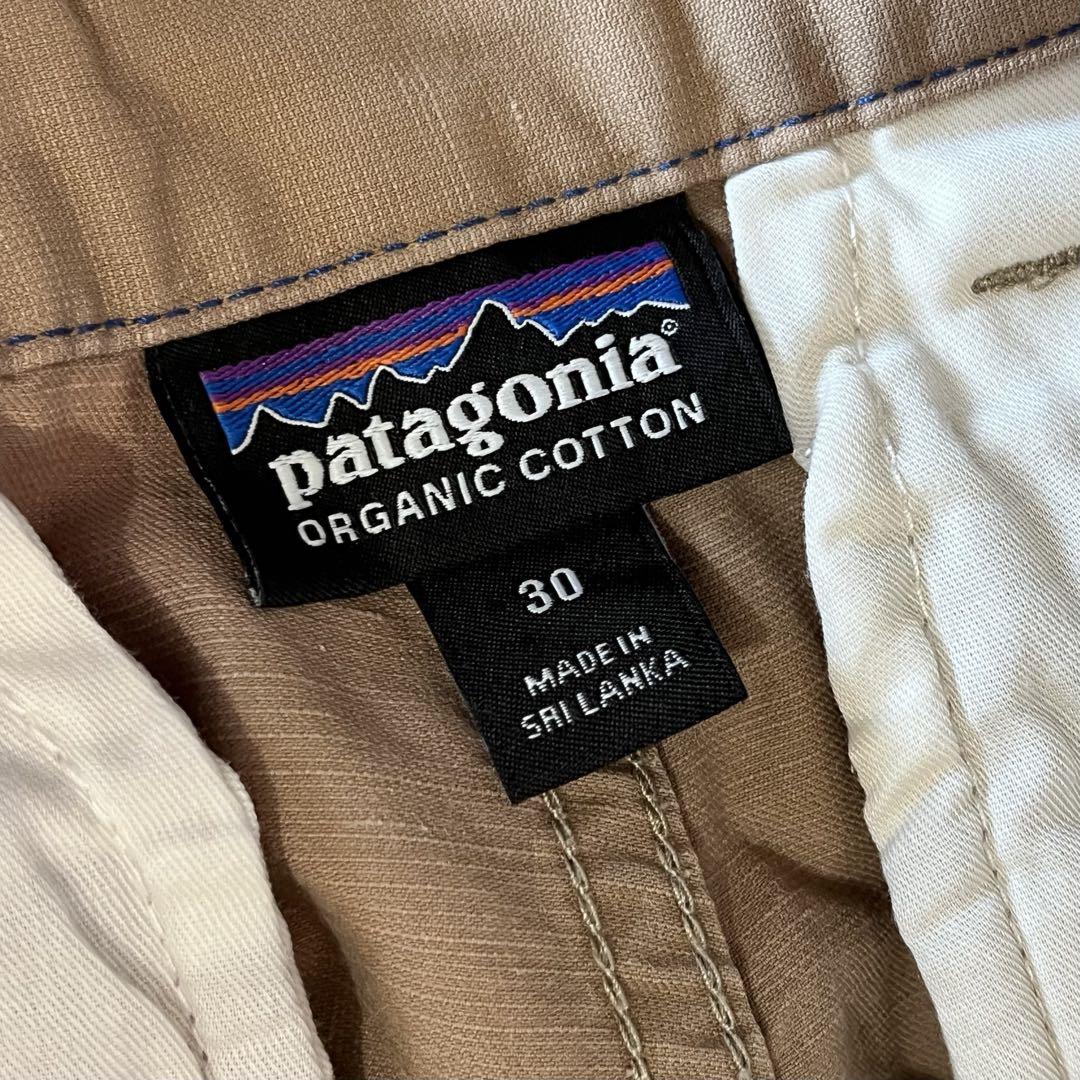 patagonia®
ORGANIC COTTON
30
MADE IN
SRI LANKA